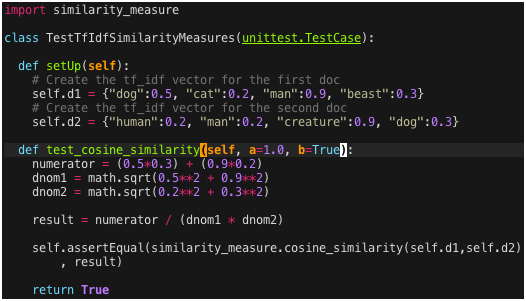 import similarity_measure
class TestTfIdfSimilarityMeasures(unittest.TestCase):
def setUp(self):
# Create the tf_idf vector for the first doc
self.d1 = {"dog":0.5, "cat":0.2, "man":0.9, "beast":0.3}
# Create the tf_idf vector for the second doc
self.d2 = {"human":0.2, "man":0.2, "creature":0.9, "dog":0.3}
def test_cosine_similarity(self, a=1.0, b=True):
numerator = (0.5*0.3) + (0.9*0.2)
dnom1 = math.sqrt(0.5**2 + 0.9**2)
dnom2 = math.sqrt(0.2**2 + 0.3**2)
result = numerator / (dnom1 * dnom2)
self.assertEqual(similarity_measure.cosine_similarity(self.d1,self.d2)
, result)
return True